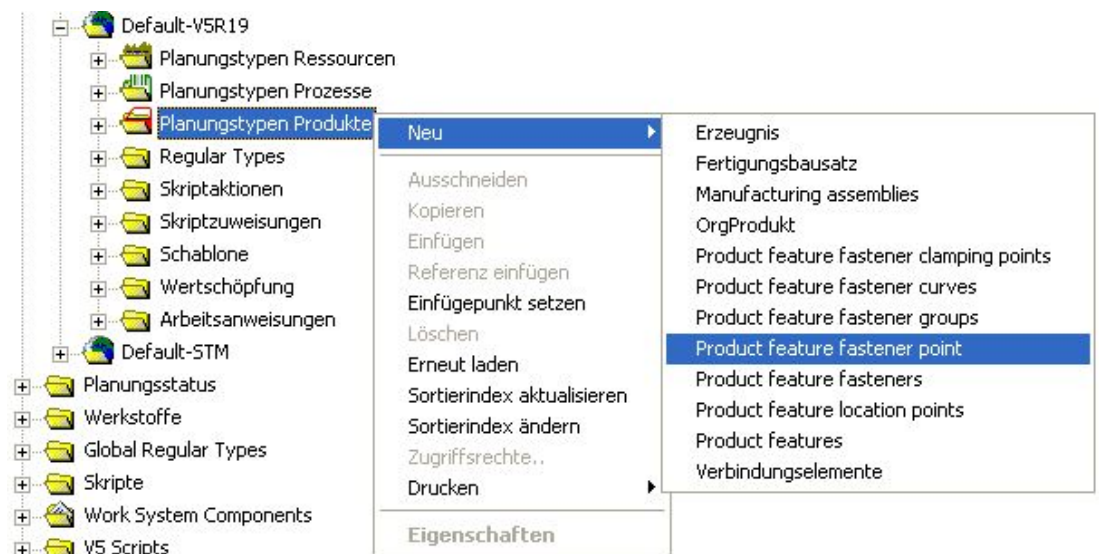 Default-V5R19
Planungstypen Ressourcen
Planungstypen Prozesse
Planungstypen Produkte
Regular Types
Skriptaktionen
Skriptzuweisungen
Schablone
Wertschöpfung
Arbeitsanweisungen
Default-STM
Planungsstatus
Werkstoffe
Global Regular Types
Skripte
Work System Components
V5 Scripts
Neu
Ausschneiden
Kopieren
Einfügen
Referenz einfügen
Einfügepunkt setzen
Löschen
Erneut laden
Sortierindex aktualisieren
Sortierindex ändern
Zugriffsrechte..
Drucken
Eigenschaften
Erzeugnis
Fertigungsbausatz
Manufacturing assemblies
OrgProdukt
Product feature fastener clamping points
Product feature fastener curves
Product feature fastener groups
Product feature fastener point
Product feature fasteners
Product feature location points
Product features
Verbindungselemente